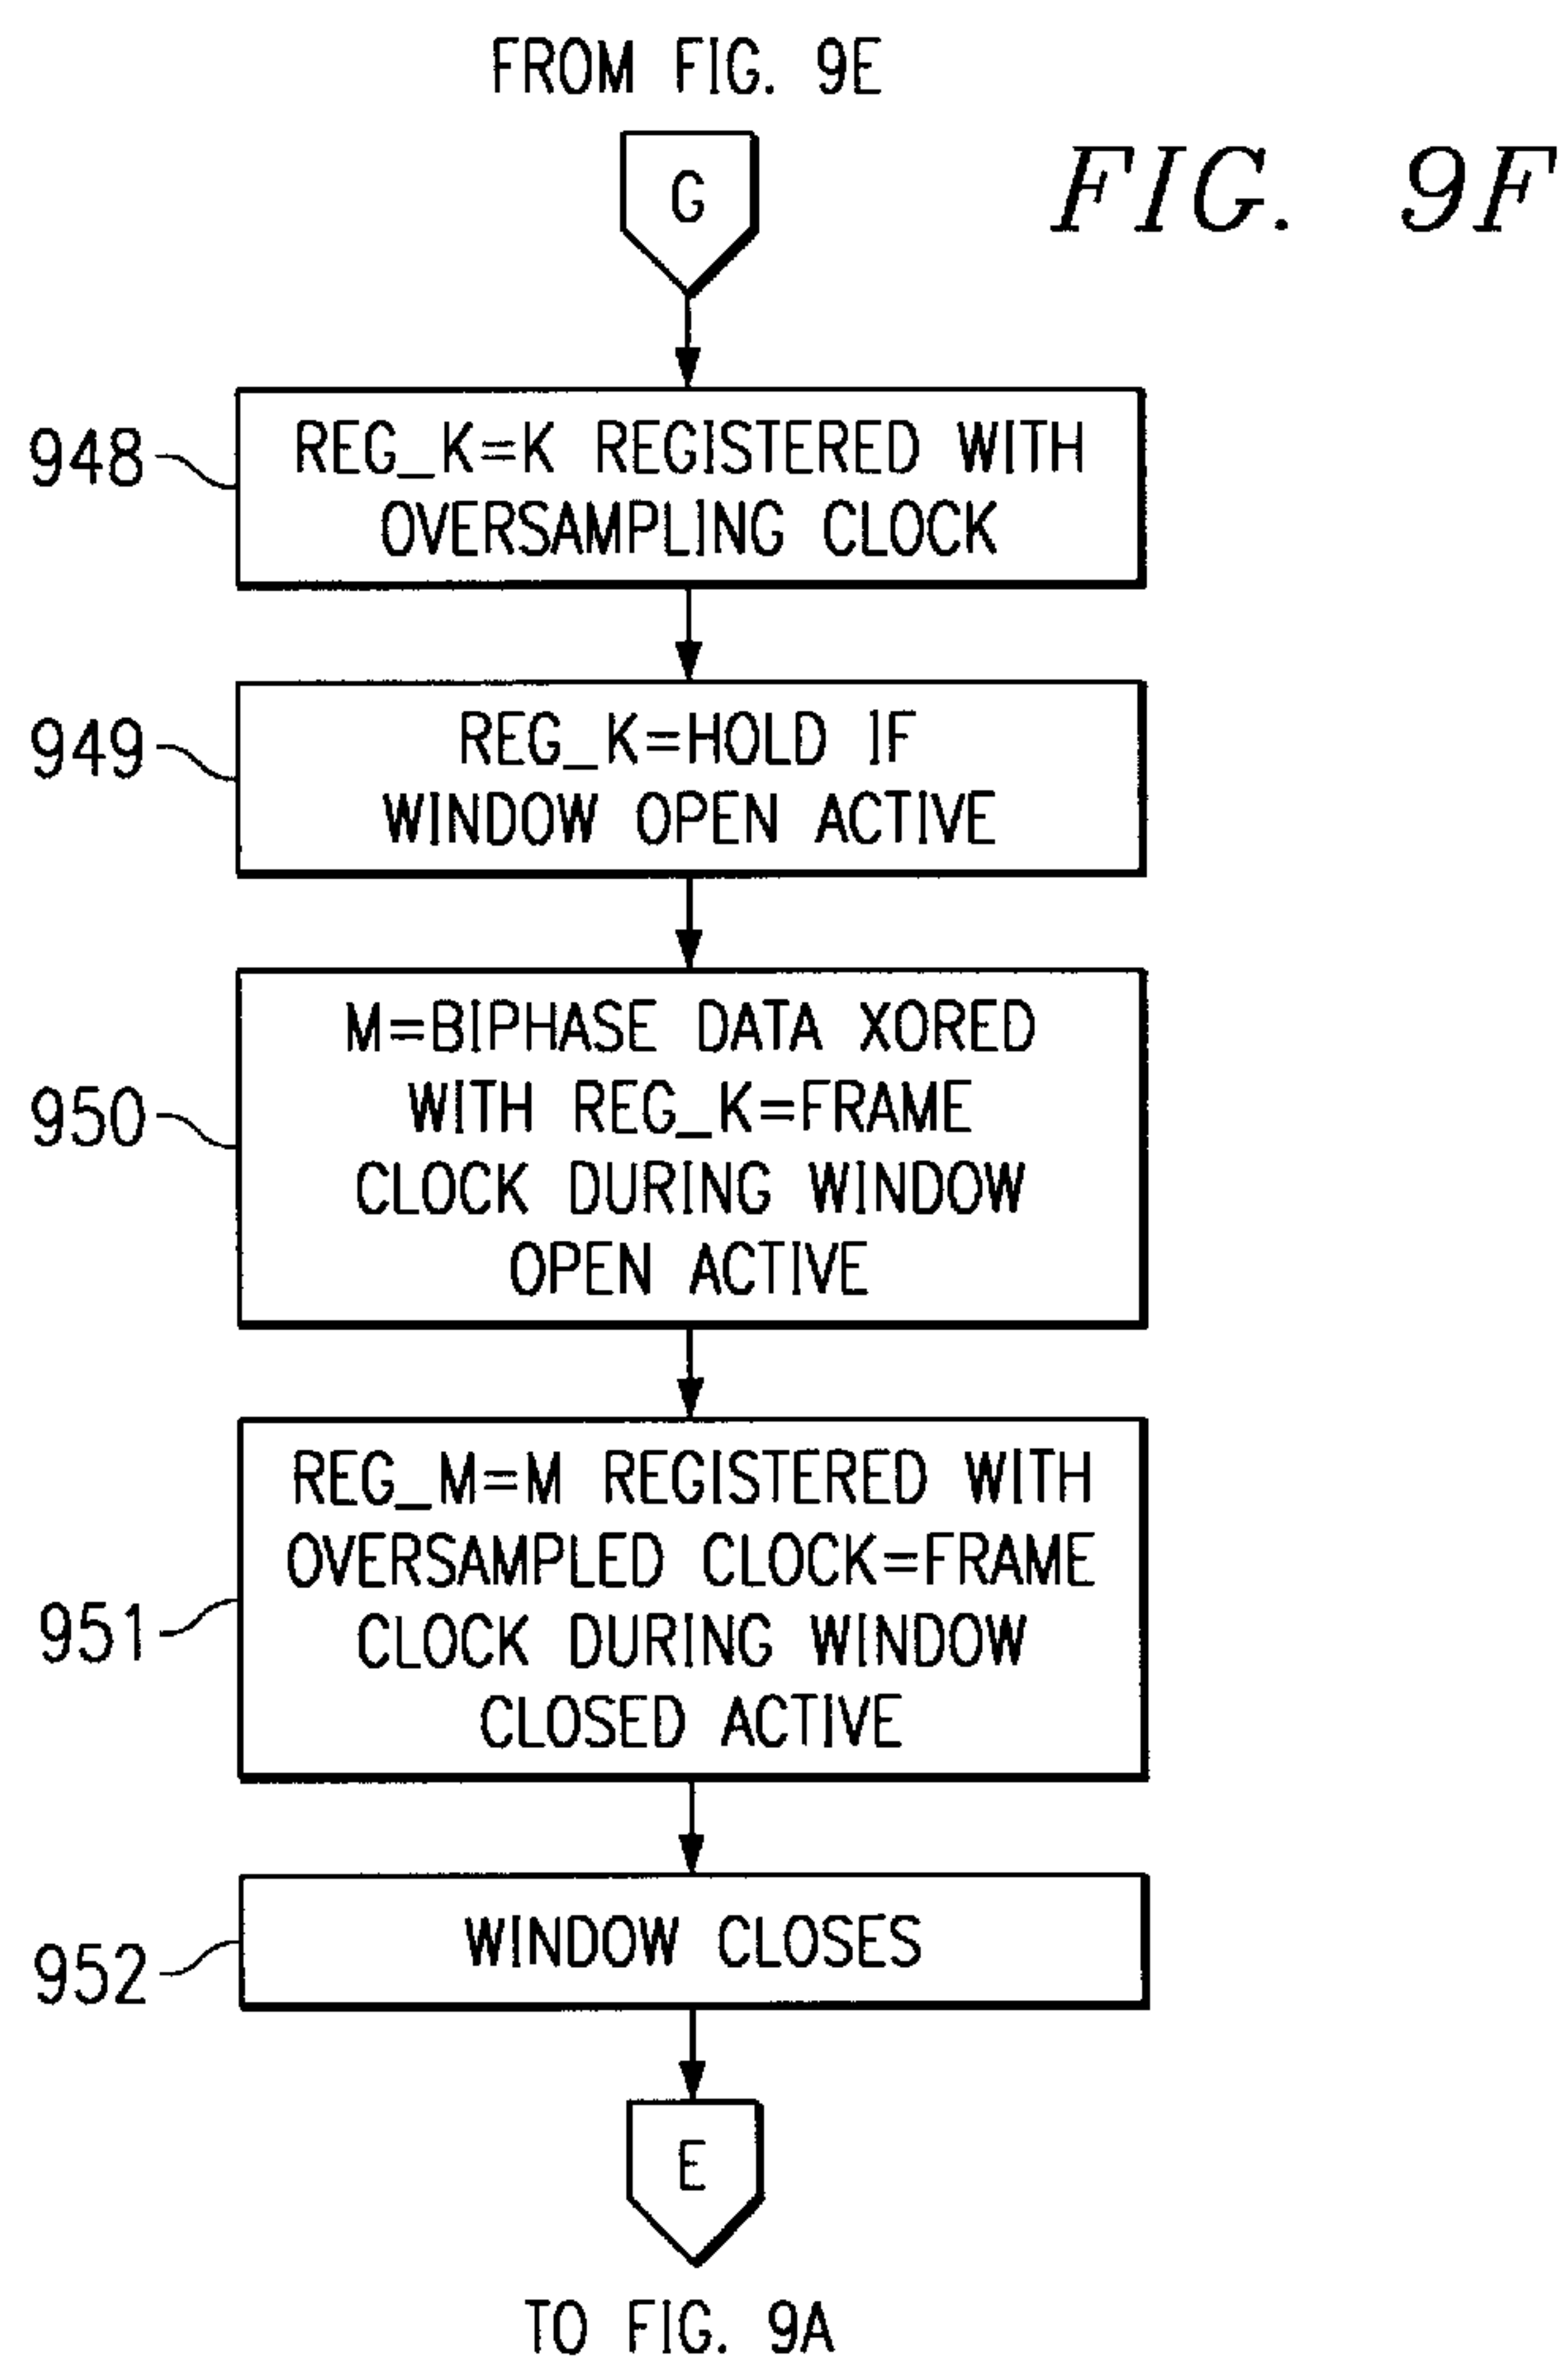 FROM FIG. 9E
FIG. 9F
G
948
REG_K=K REGISTERED WITH
OVERSAMPLING CLOCK
949
REG_K=HOLD IF
WINDOW OPEN ACTIVE
950
M=BIPHASE DATA XORED
WITH REG_K=FRAME
CLOCK DURING WINDOW
OPEN ACTIVE
951
REG_M=M REGISTERED WITH
OVERSAMPLED CLOCK=FRAME
CLOCK DURING WINDOW
CLOSED ACTIVE
952
WINDOW CLOSES
E
TO FIG. 9A